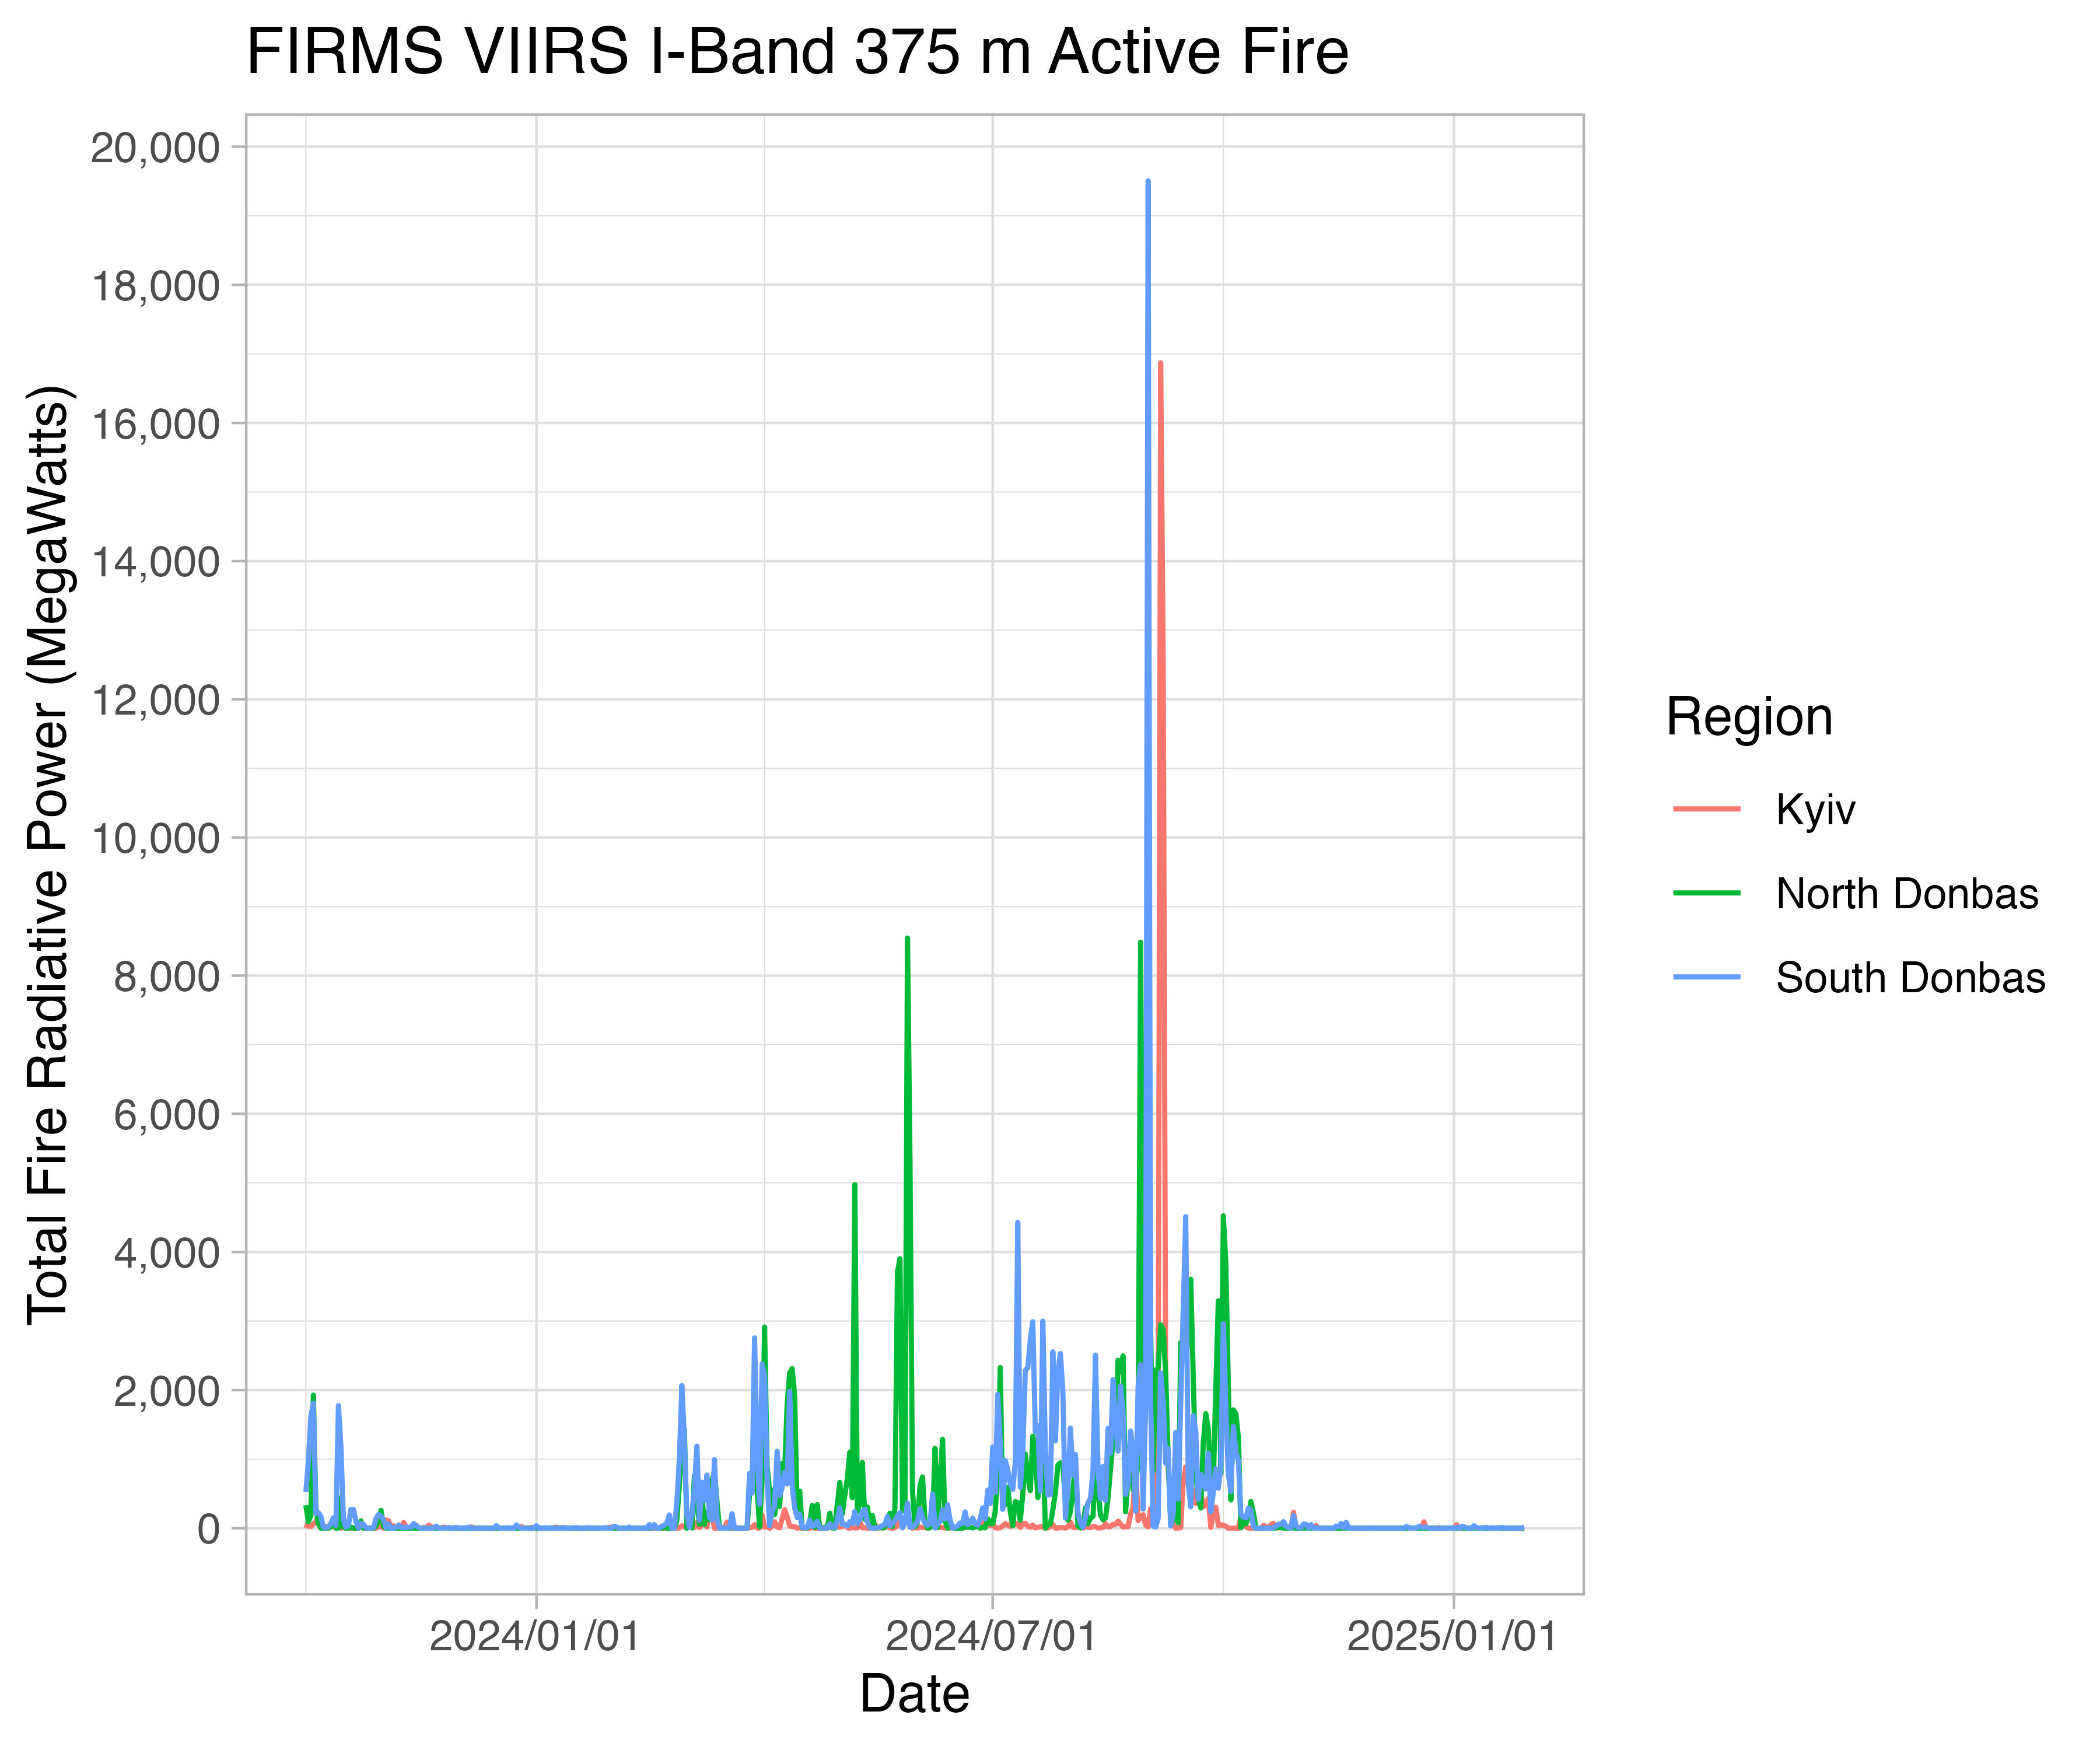 FIRMS VIIRS I-Band 375 m Active Fire
Total Fire Radiative Power (MegaWatts)
20,000
18,000
16,000
14,000
12,000
10,000
8,000
6,000
4,000
2,000
0
2024/01/01
2024/07/01
2025/01/01
Date
Region
Kyiv
North Donbas
South Donbas